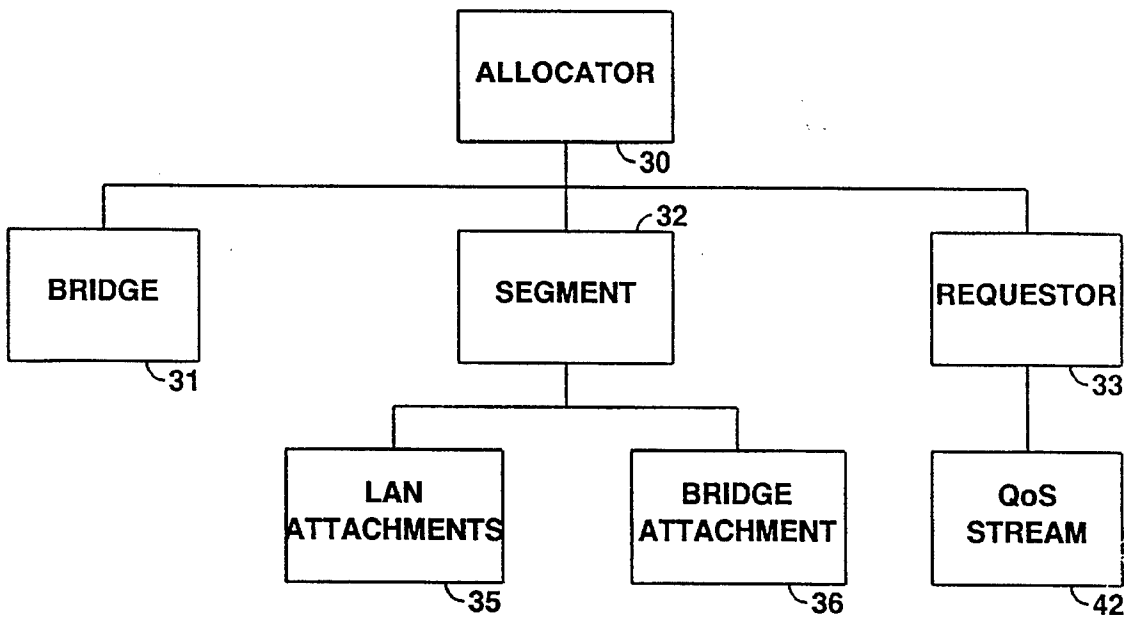 ALLOCATOR
30
32
BRIDGE
31
SEGMENT
REQUESTOR
33
LAN
ATTACHMENTS
35
BRIDGE
ATTACHMENT
36
QoS
STREAM
42